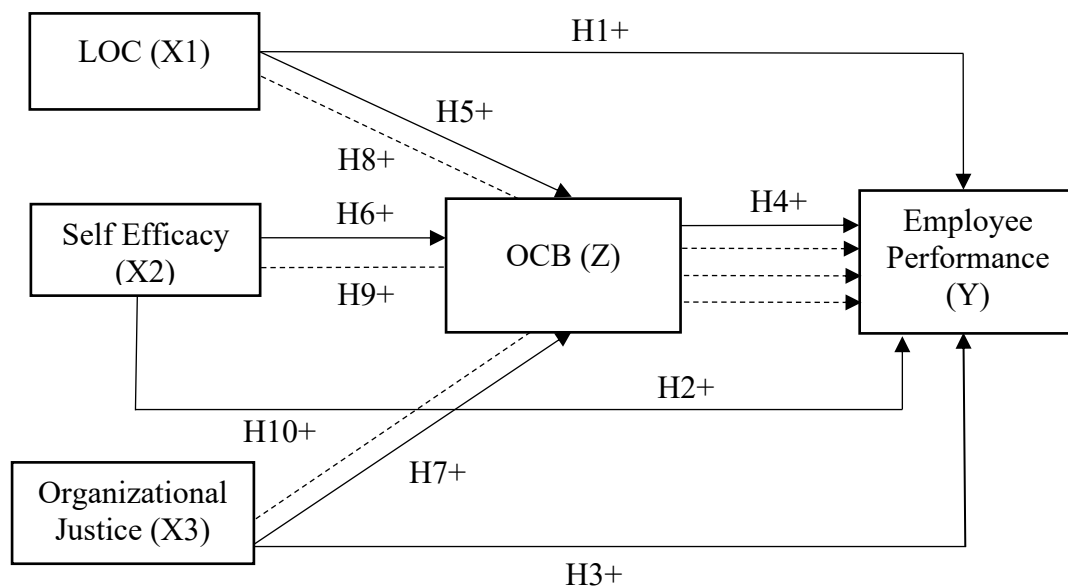 LOC (X1)
H1+
H5+
H8+
Self Efficacy
(X2)
H6+
H9+
OCB (Z)
H4+
Employee
Performance
(Y)
H2+
H10+
H7+
Organizational
Justice (X3)
H3+